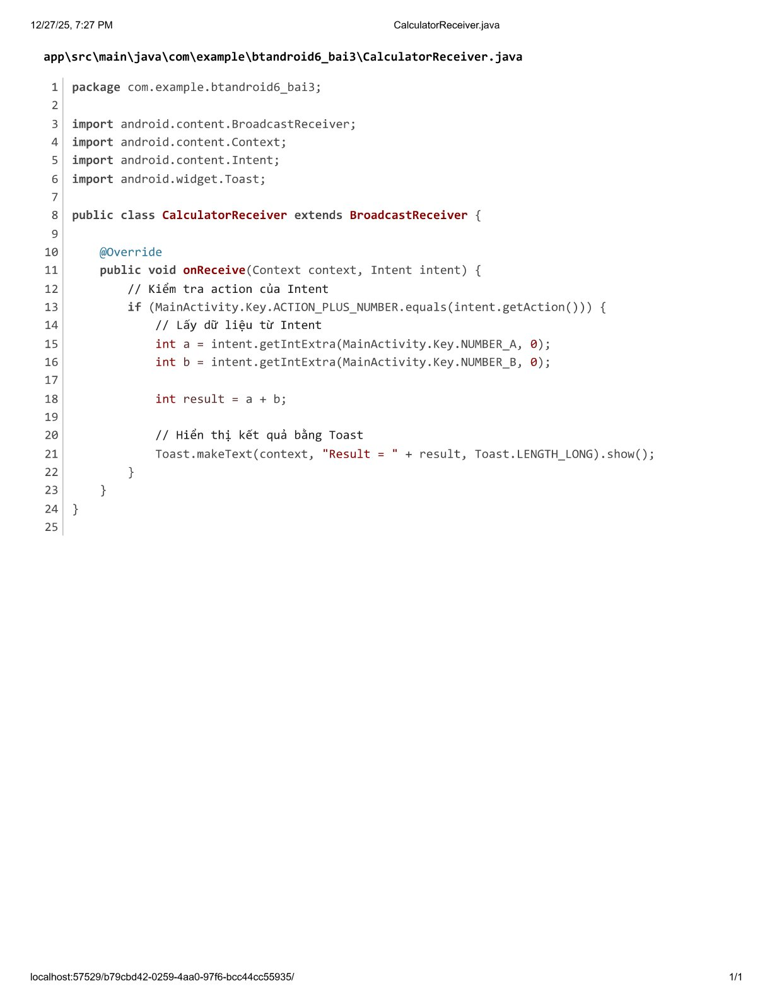 12/27/25, 7:27 PM CalculatorReceiver.java
app\src\main\java\com\example\btandroid6_bai3\CalculatorReceiver.java
1 package com.example.btandroid6_bai3;
2
3 import android.content.BroadcastReceiver;
4 import android.content.Context;
5 import android.content.Intent;
6 import android.widget.Toast;
7
8 public class CalculatorReceiver extends BroadcastReceiver {
9
10     @Override
11     public void onReceive(Context context, Intent intent) {
12         // Kiểm tra action của Intent
13         if (MainActivity.Key.ACTION_PLUS_NUMBER.equals(intent.getAction())) {
14             // Lấy dữ liệu từ Intent
15             int a = intent.getIntExtra(MainActivity.Key.NUMBER_A, 0);
16             int b = intent.getIntExtra(MainActivity.Key.NUMBER_B, 0);
17
18             int result = a + b;
19
20             // Hiển thị kết quả bằng Toast
21             Toast.makeText(context, "Result = " + result, Toast.LENGTH_LONG).show();
22         }
23     }
24 }
25
localhost:57529/b79cbd42-0259-4aa0-97f6-bcc44cc55935/ 1/1